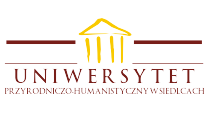 UNIWERSYTET
PRZYRODNICZO-HUMANISTYCZNY W SIEDLCACH